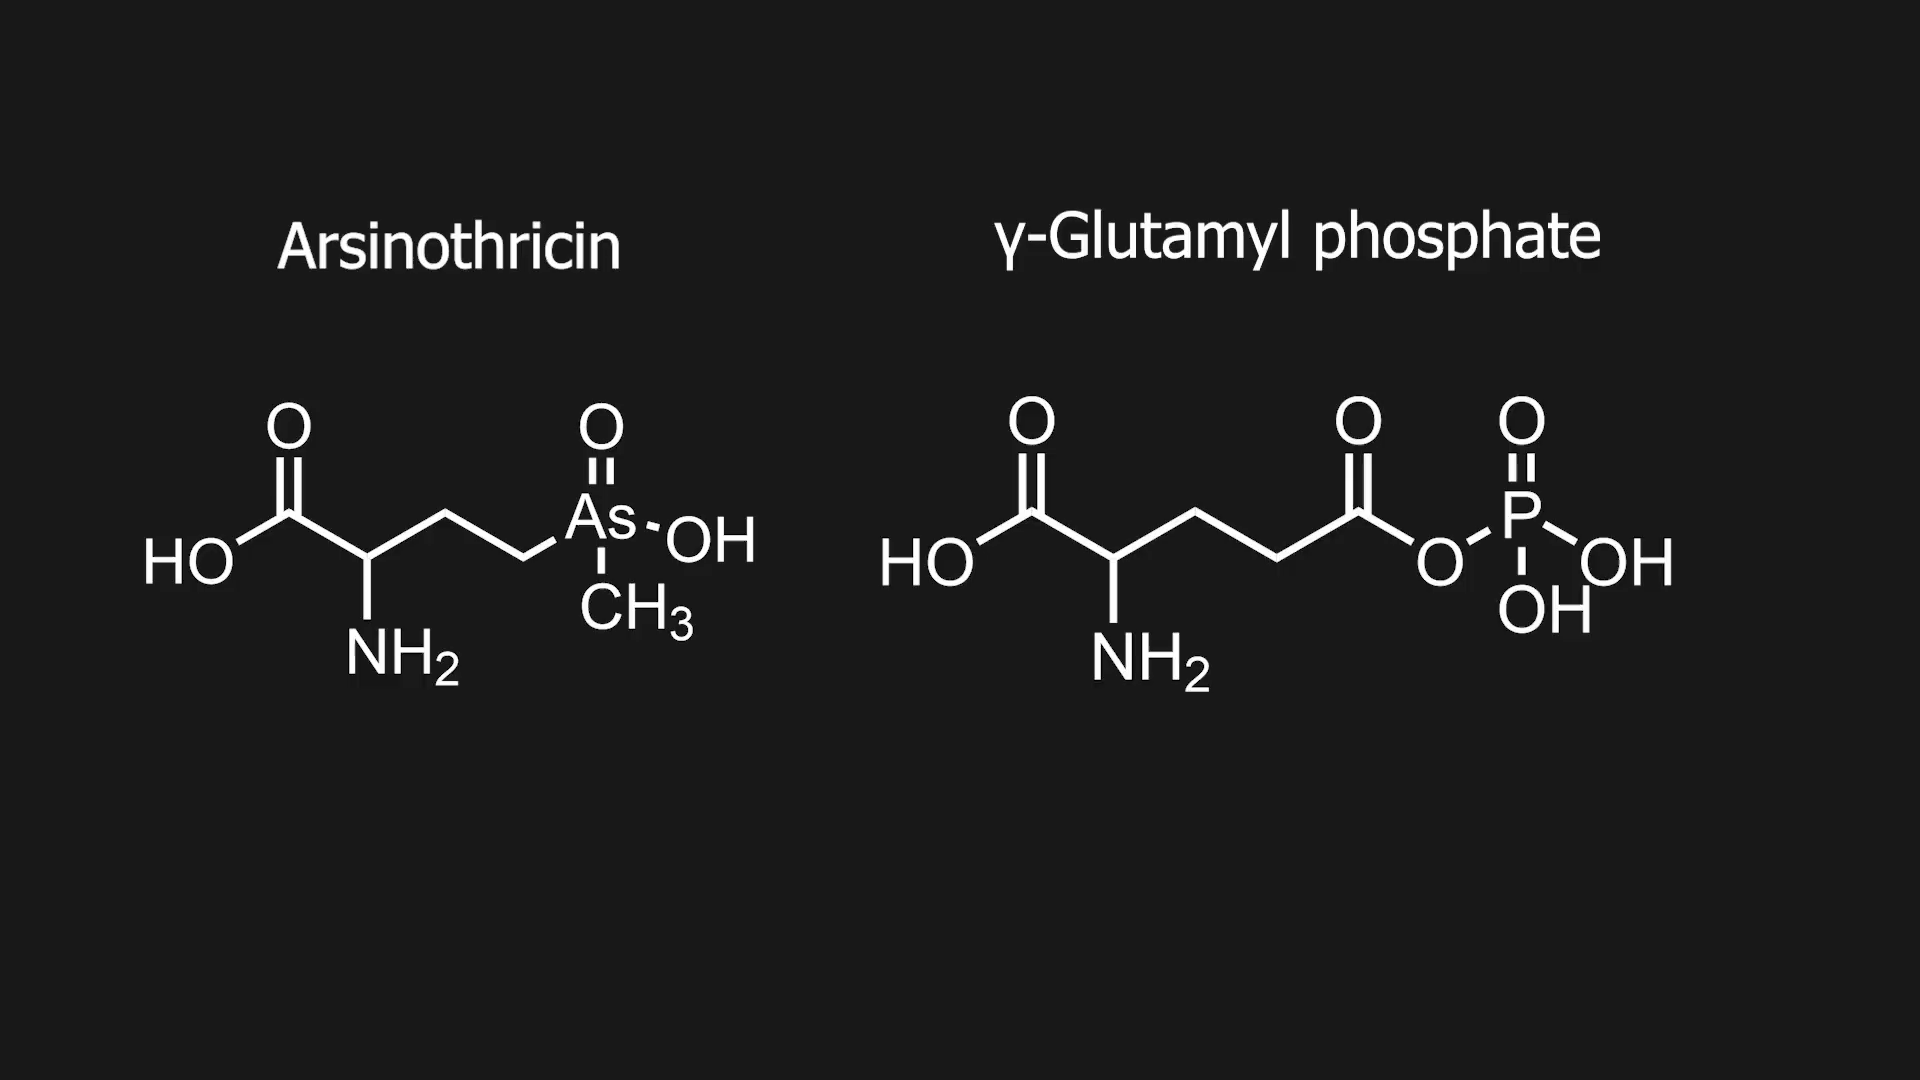 Arsinothricin
γ-Glutamyl phosphate
O
O
HO
As
OH
CH₃
NH₂
O
O
O
HO
O
P
OH
OH
NH₂